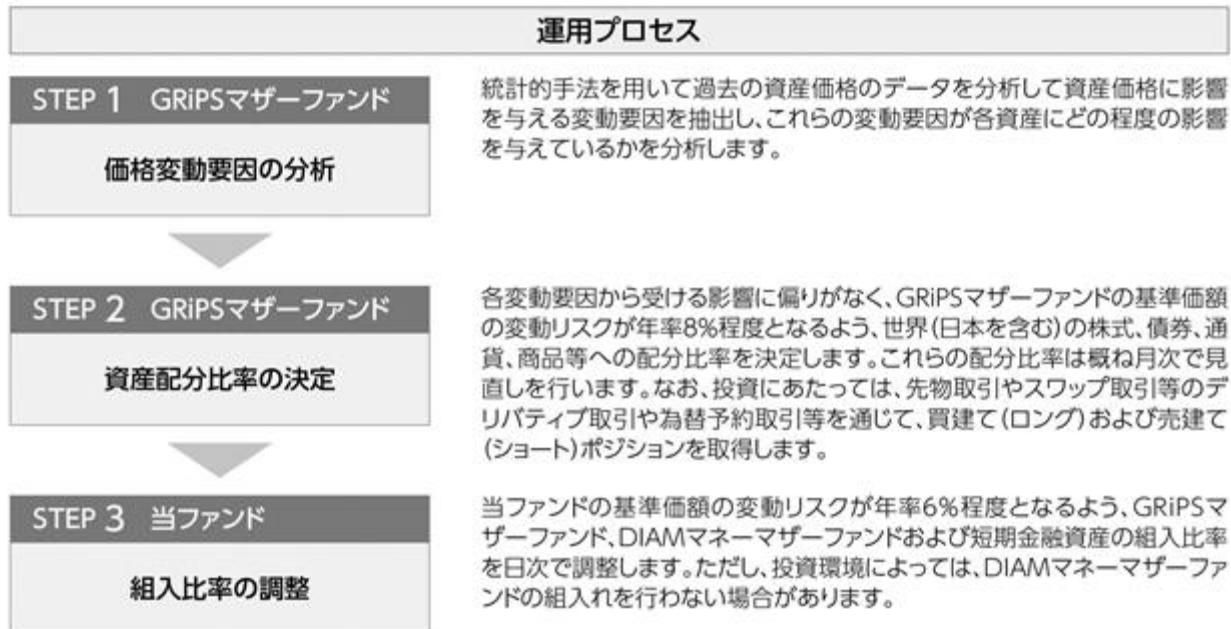 運用プロセス
STEP 1 GRiPSマザーファンド
価格変動要因の分析
統計的手法を用いて過去の資産価格のデータを分析して資産価格に影響
を与える変動要因を抽出し、これらの変動要因が各資産にどの程度の影響
を与えているかを分析します。
STEP 2 GRiPSマザーファンド
資産配分比率の決定
各変動要因から受ける影響に偏りがなく、GRiPSマザーファンドの基準価額
の変動リスクが年率8%程度となるよう、世界(日本を含む)の株式、債券、通
貨、商品等への配分比率を決定します。これらの配分比率は概ね月次で見
直しを行います。なお、投資にあたっては、先物取引やスワップ取引等のデ
リバティブ取引や為替予約取引等を通じて、買建て(ロング)および売建て
(ショート)ポジションを取得します。
STEP 3 当ファンド
組入比率の調整
当ファンドの基準価額の変動リスクが年率6%程度となるよう、GRiPSマ
ザーファンド、DIAMマネーマザーファンドおよび短期金融資産の組入比率
を日次で調整します。ただし、投資環境によっては、DIAMマネーマザーファ
ンドの組入れを行わない場合があります。